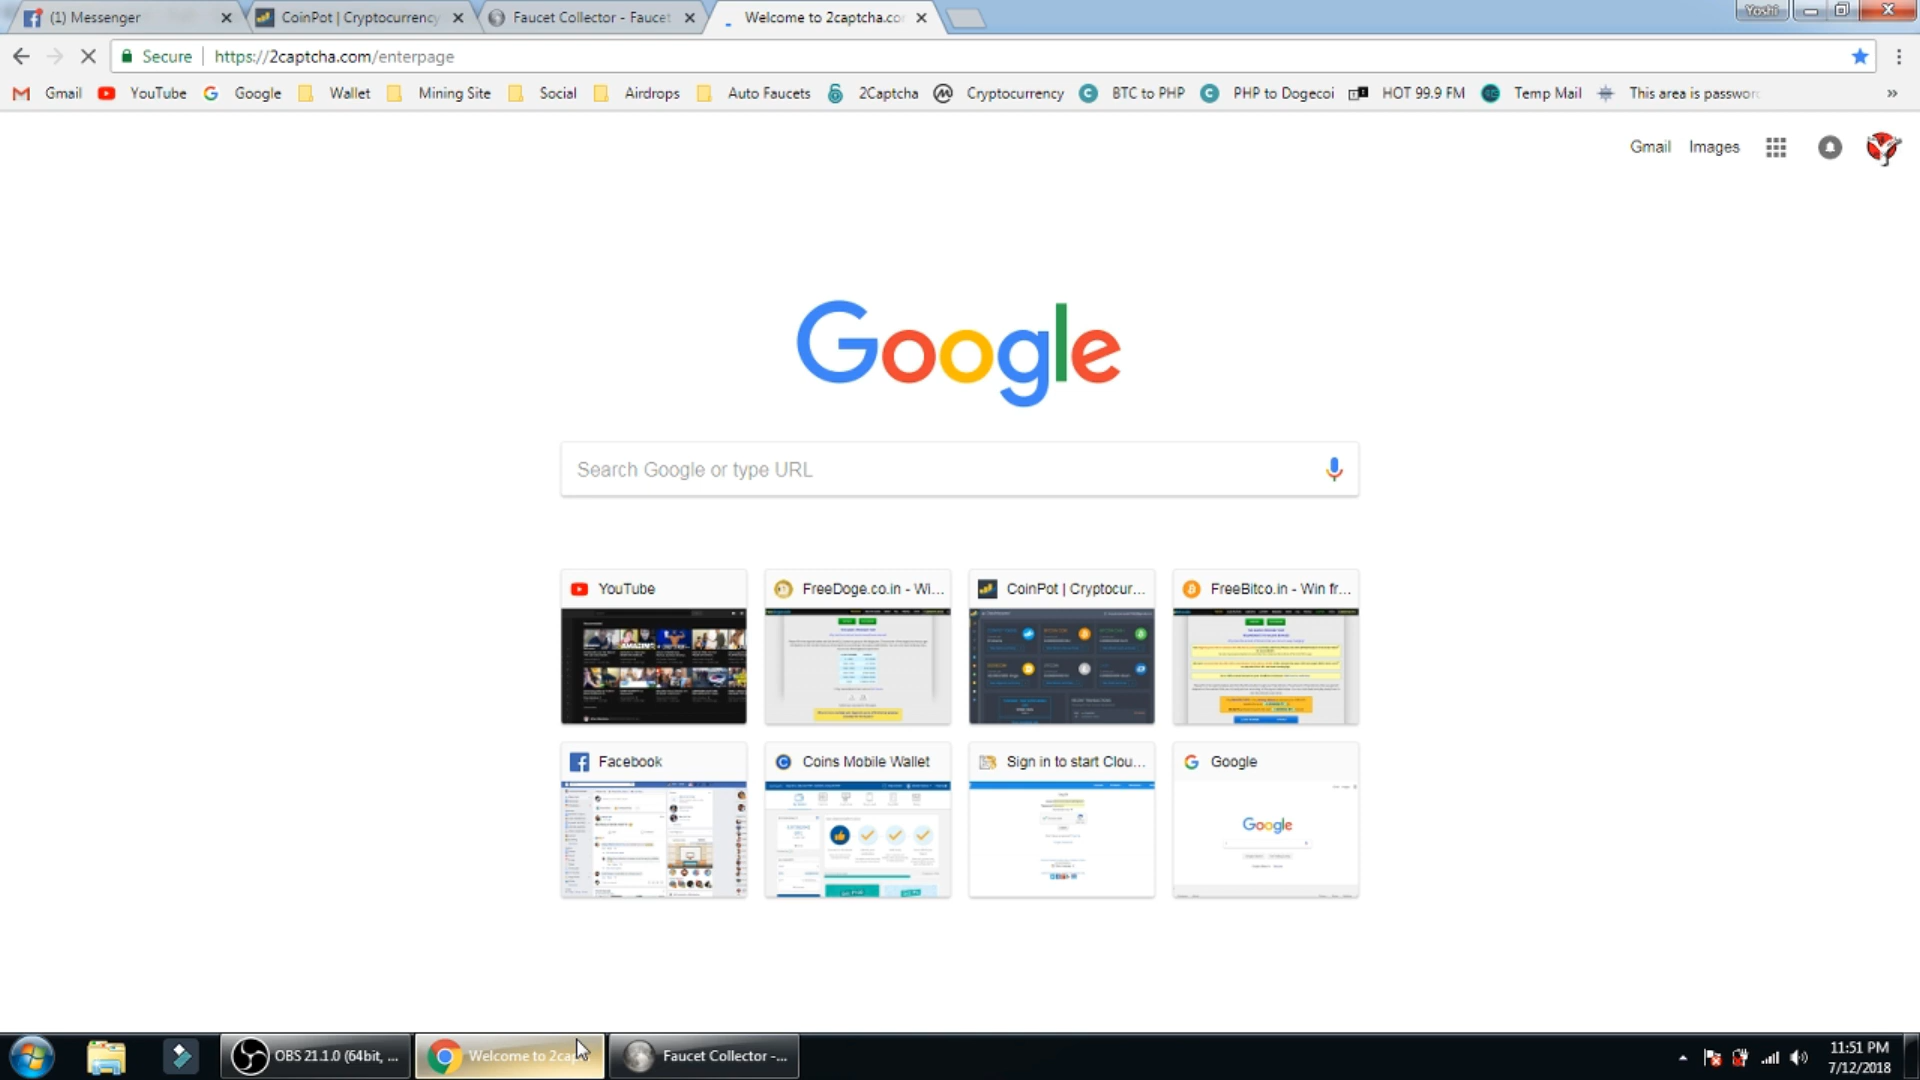 (1) Messenger
CoinPot | Cryptocurrency
Faucet Collector - Faucet
Welcome to 2captcha.co
Yoshi
Secure
https://2captcha.com/enterpage
Gmail
YouTube
Google
Wallet
Mining Site
Social
Airdrops
Auto Faucets
2Captcha
Cryptocurrency
BTC to PHP
PHP to Dogecoi
HOT 99.9 FM
Temp Mail
This area is passwor
»
Gmail
Images
Google
Search Google or type URL
YouTube
FreeDoge.co.in - Wi...
CoinPot | Cryptocur...
FreeBitco.in - Win fr...
Facebook
Coins Mobile Wallet
Sign in to start Clou...
Google
Google
OBS 21.1.0 (64bit, ...
Welcome to 2cap
Faucet Collector -...
11:51 PM
7/12/2018